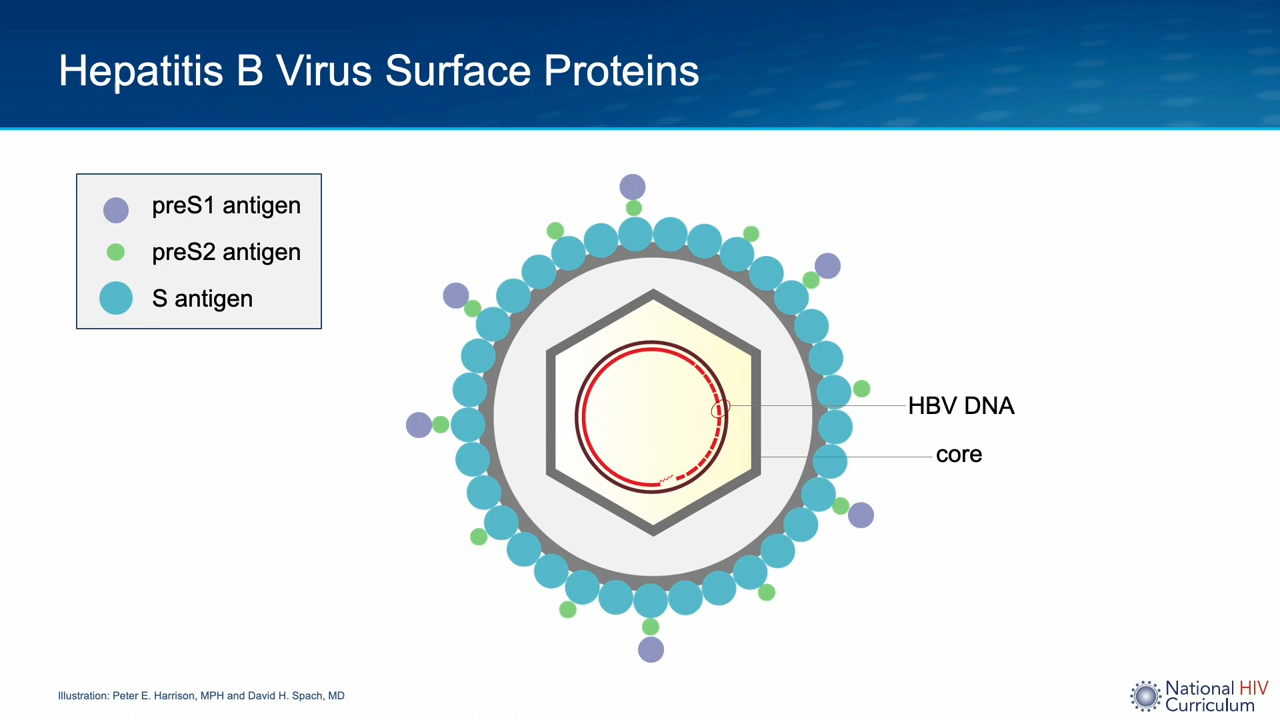 Hepatitis B Virus Surface Proteins
preS1 antigen
preS2 antigen
S antigen
HBV DNA
core
Illustration: Peter E. Harrison, MPH and David H. Spach, MD
National HIV
Curriculum